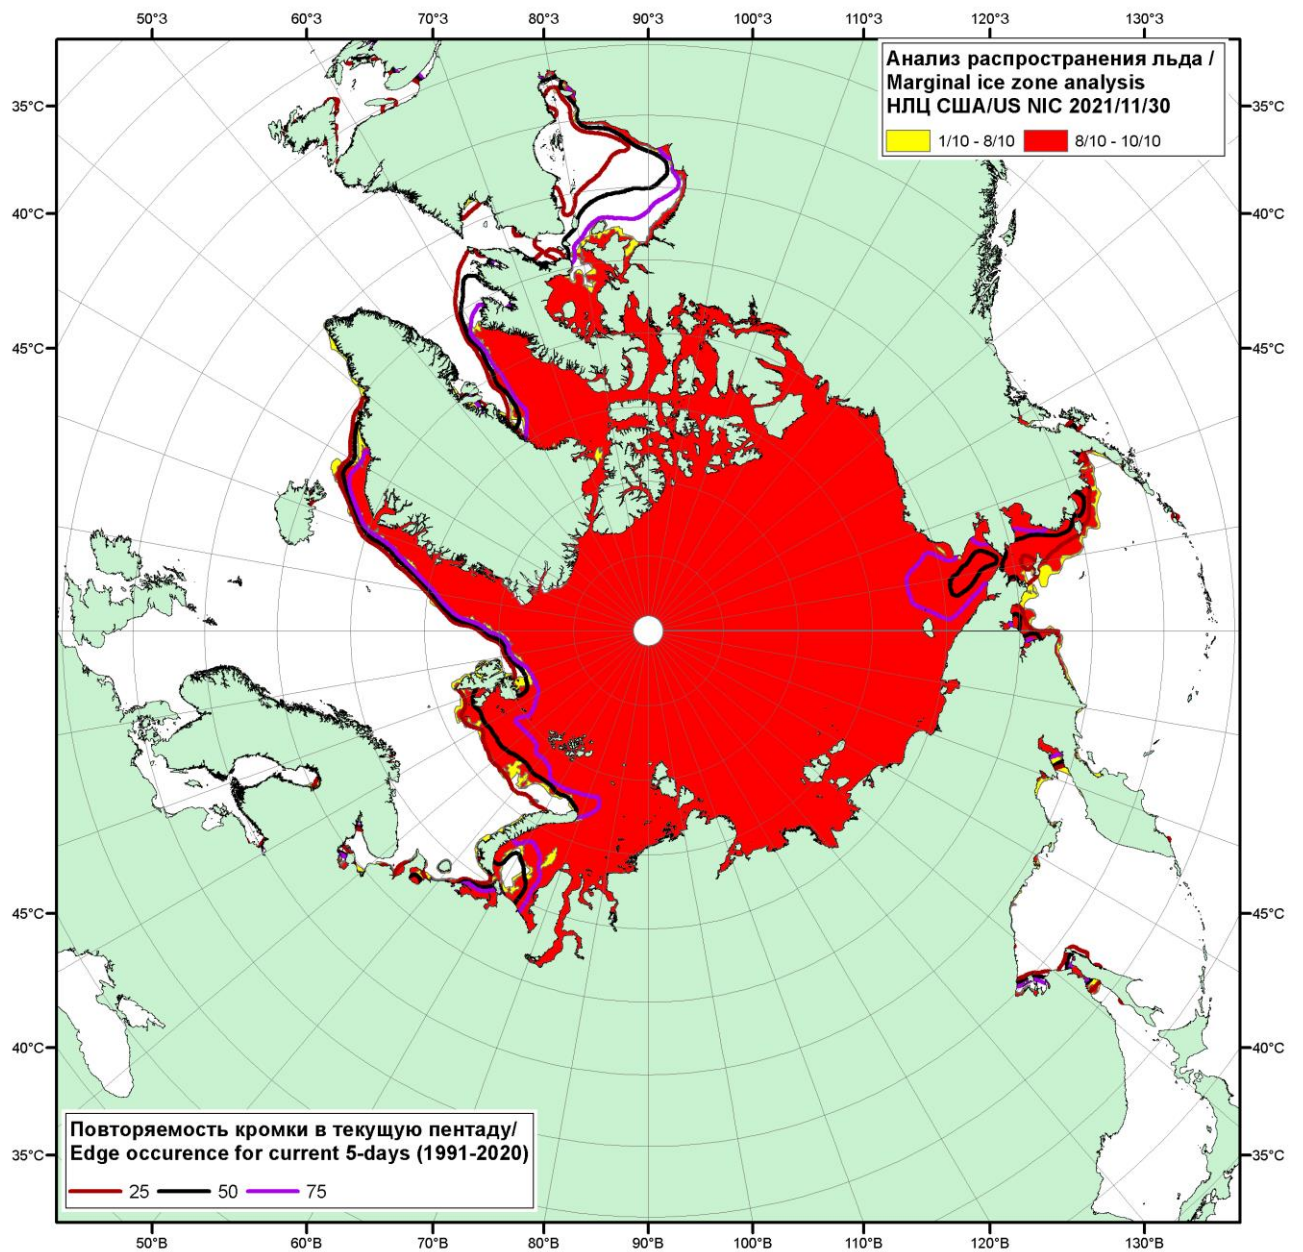 50°З 60°З 70°З 80°З 90°З 100°З 110°З 120°З 130°З
Анализ распространения льда /
Marginal ice zone analysis
НЛЦ США/US NIC 2021/11/30
1/10 - 8/10 8/10 - 10/10
35°С 35°С
40°С 40°С
45°С 45°С
45°С 45°С
40°С 40°С
Повторяемость кромки в текущую пентаду/
Edge occurence for current 5-days (1991-2020)
35°С 35°С
25 50 75
50°В 60°В 70°В 80°В 90°В 100°В 110°В 120°В 130°В